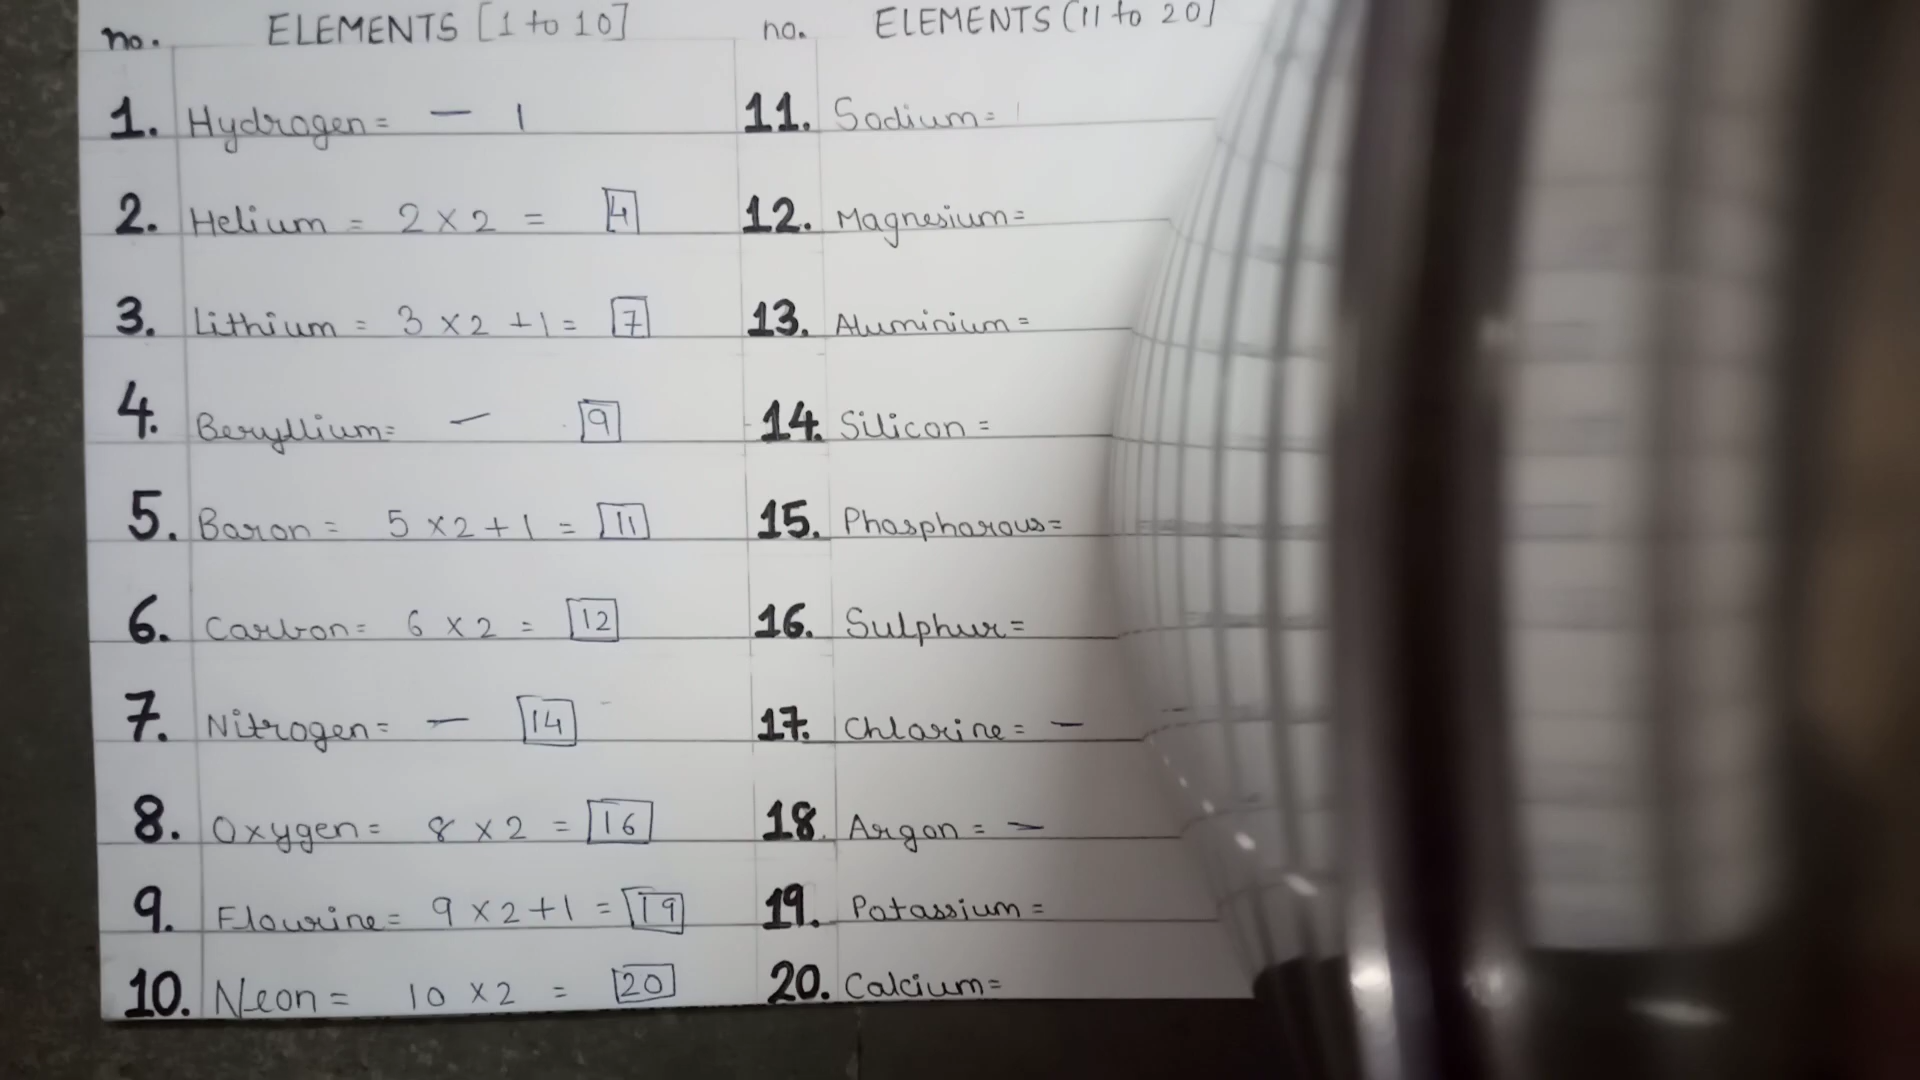 no. ELEMENTS [1 to 10] no. ELEMENTS (11 to 20]
1. Hydrogen = — 1 11. Sodium =
2. Helium = 2 x 2 = 4 12. Magnesium =
3. Lithium = 3 x 2 + 1 = 7 13. Aluminium =
4. Beryllium = — 9 14. Silicon =
5. Boron = 5 x 2 + 1 = 11 15. Phosphorous =
6. Carbon = 6 x 2 = 12 16. Sulphur =
7. Nitrogen = — 14 17. Chlorine = —
8. Oxygen = 8 x 2 = 16 18. Argon = —
9. Flourine = 9 x 2 + 1 = 19 19. Potassium =
10. Neon = 10 x 2 = 20 20. Calcium =